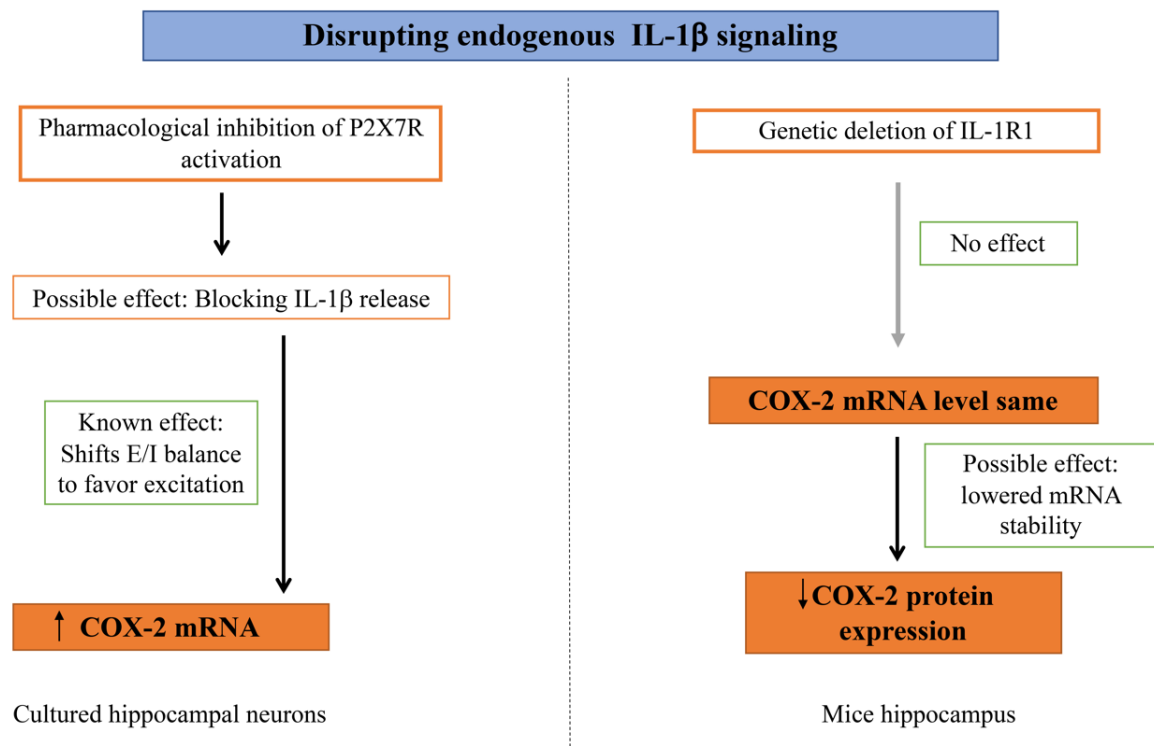 Disrupting endogenous IL-1β signaling
Pharmacological inhibition of P2X7R
activation
Possible effect: Blocking IL-1β release
Known effect:
Shifts E/I balance
to favor excitation
↑ COX-2 mRNA
Cultured hippocampal neurons
Genetic deletion of IL-1R1
No effect
COX-2 mRNA level same
Possible effect:
lowered mRNA
stability
↓COX-2 protein
expression
Mice hippocampus